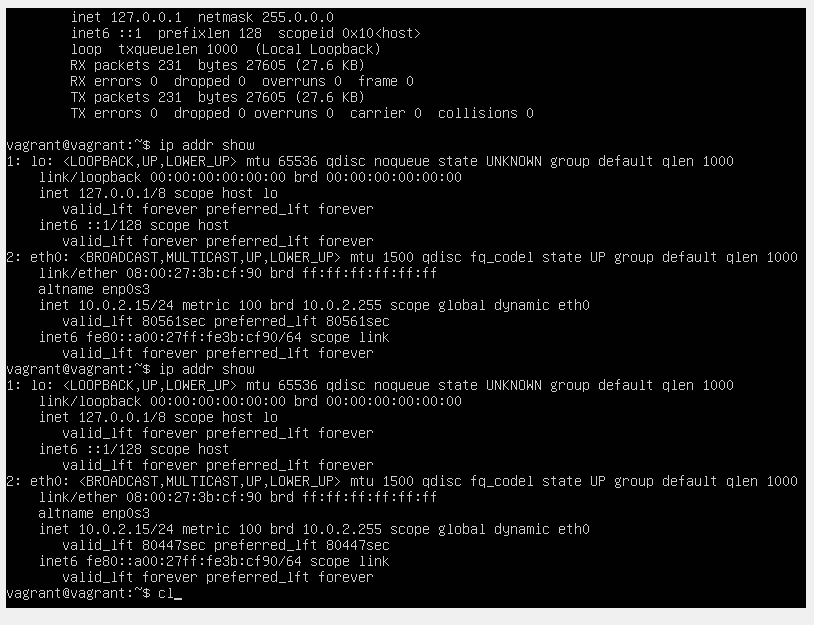 inet 127.0.0.1  netmask 255.0.0.0
inet6 ::1  prefixlen 128  scopeid 0x10<host>
loop  txqueuelen 1000  (Local Loopback)
RX packets 231  bytes 27605 (27.6 KB)
RX errors 0  dropped 0  overruns 0  frame 0
TX packets 231  bytes 27605 (27.6 KB)
TX errors 0  dropped 0 overruns 0  carrier 0  collisions 0
vagrant@vagrant:~$ ip addr show
1: lo: <LOOPBACK,UP,LOWER_UP> mtu 65536 qdisc noqueue state UNKNOWN group default qlen 1000
link/loopback 00:00:00:00:00:00 brd 00:00:00:00:00:00
inet 127.0.0.1/8 scope host lo
valid_lft forever preferred_lft forever
inet6 ::1/128 scope host
valid_lft forever preferred_lft forever
2: eth0: <BROADCAST,MULTICAST,UP,LOWER_UP> mtu 1500 qdisc fq_codel state UP group default qlen 1000
link/ether 08:00:27:3b:cf:90 brd ff:ff:ff:ff:ff:ff
altname enp0s3
inet 10.0.2.15/24 metric 100 brd 10.0.2.255 scope global dynamic eth0
valid_lft 80561sec preferred_lft 80561sec
inet6 fe80::a00:27ff:fe3b:cf90/64 scope link
valid_lft forever preferred_lft forever
vagrant@vagrant:~$ ip addr show
1: lo: <LOOPBACK,UP,LOWER_UP> mtu 65536 qdisc noqueue state UNKNOWN group default qlen 1000
link/loopback 00:00:00:00:00:00 brd 00:00:00:00:00:00
inet 127.0.0.1/8 scope host lo
valid_lft forever preferred_lft forever
inet6 ::1/128 scope host
valid_lft forever preferred_lft forever
2: eth0: <BROADCAST,MULTICAST,UP,LOWER_UP> mtu 1500 qdisc fq_codel state UP group default qlen 1000
link/ether 08:00:27:3b:cf:90 brd ff:ff:ff:ff:ff:ff
altname enp0s3
inet 10.0.2.15/24 metric 100 brd 10.0.2.255 scope global dynamic eth0
valid_lft 80447sec preferred_lft 80447sec
inet6 fe80::a00:27ff:fe3b:cf90/64 scope link
valid_lft forever preferred_lft forever
vagrant@vagrant:~$ cl_